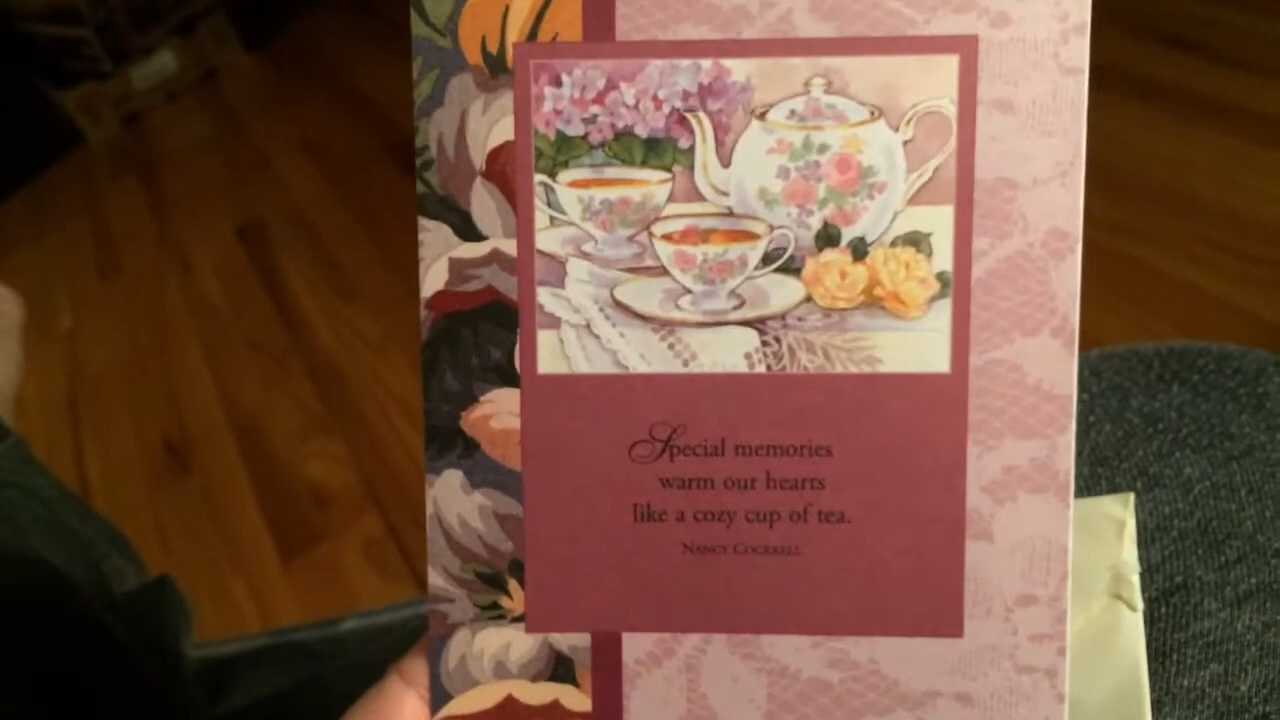 Special memories
warm our hearts
like a cozy cup of tea.
NANCY COCKRELL